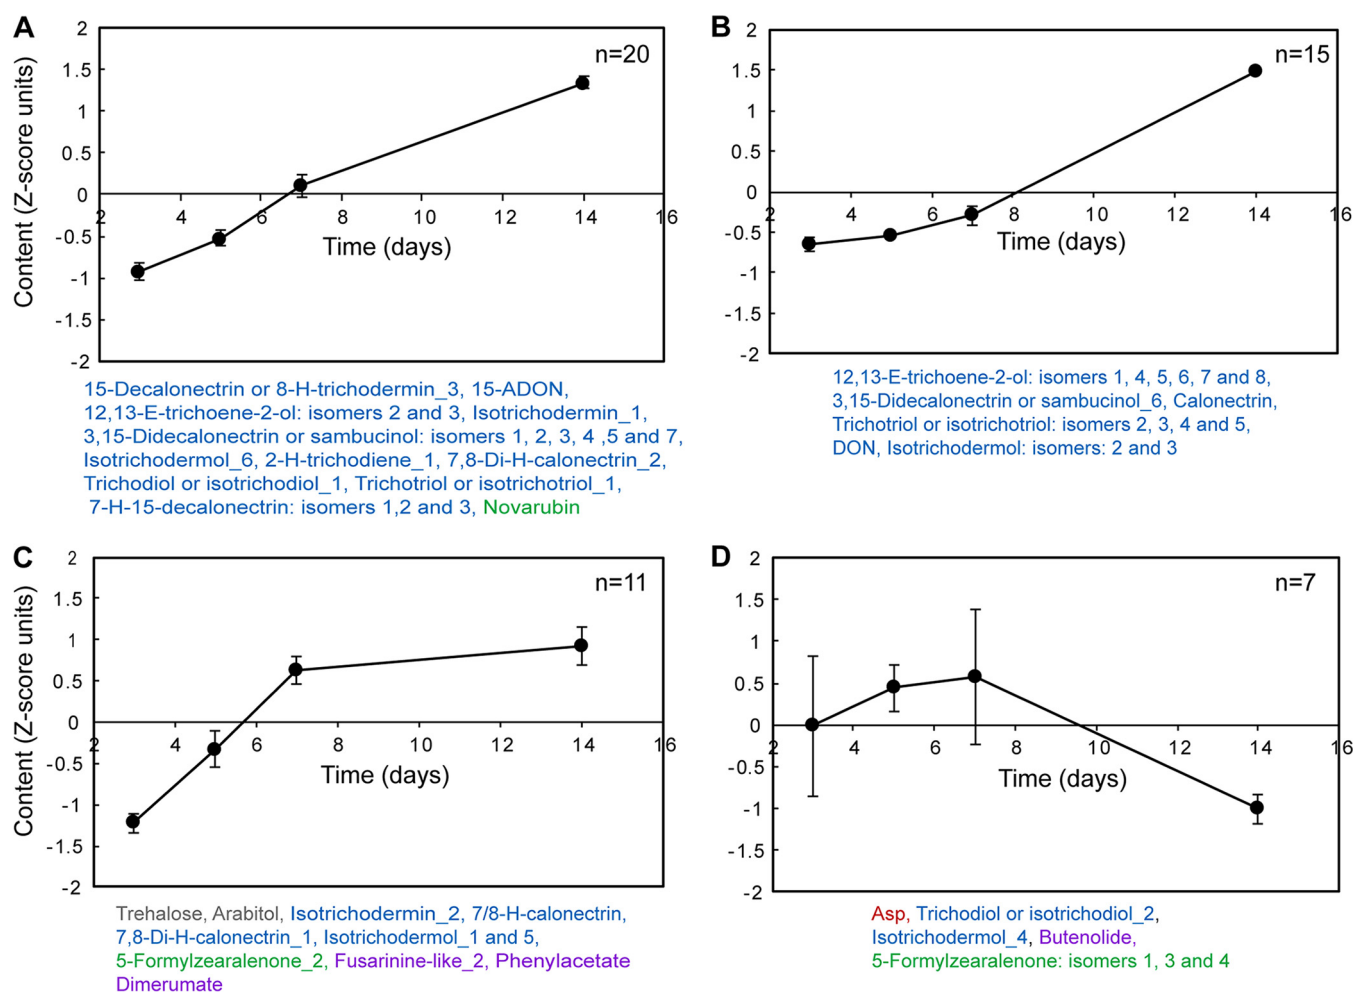 A
Content (Z-score units)
2
1.5
1
0.5
0
-0.5
-1
-1.5
-2
2 4 6 8 10 12 14 16
Time (days)
n=20
15-Decalonectrin or 8-H-trichodermin_3, 15-ADON,
12,13-E-trichoene-2-ol: isomers 2 and 3, Isotrichodermin_1,
3,15-Didecalonectrin or sambucinol: isomers 1, 2, 3, 4 ,5 and 7,
Isotrichodermol_6, 2-H-trichodiene_1, 7,8-Di-H-calonectrin_2,
Trichodiol or isotrichodiol_1, Trichotriol or isotrichotriol_1,
7-H-15-decalonectrin: isomers 1,2 and 3, Novarubin
B
2
1.5
1
0.5
0
-0.5
-1
-1.5
-2
2 4 6 8 10 12 14 16
Time (days)
n=15
12,13-E-trichoene-2-ol: isomers 1, 4, 5, 6, 7 and 8,
3,15-Didecalonectrin or sambucinol_6, Calonectrin,
Trichotriol or isotrichotriol: isomers 2, 3, 4 and 5,
DON, Isotrichodermol: isomers: 2 and 3
C
Content (Z-score units)
2
1.5
1
0.5
0
-0.5
-1
-1.5
-2
2 4 6 8 10 12 14 16
Time (days)
n=11
Trehalose, Arabitol, Isotrichodermin_2, 7/8-H-calonectrin,
7,8-Di-H-calonectrin_1, Isotrichodermol_1 and 5,
5-Formylzearalenone_2, Fusarinine-like_2, Phenylacetate
Dimerumate
D
2
1.5
1
0.5
0
-0.5
-1
-1.5
-2
2 4 6 8 10 12 14 16
Time (days)
n=7
Asp, Trichodiol or isotrichodiol_2,
Isotrichodermol_4, Butenolide,
5-Formylzearalenone: isomers 1, 3 and 4